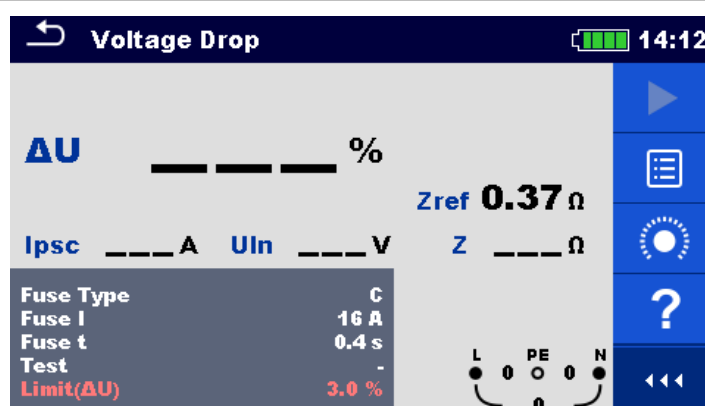 Voltage Drop 14:12
ΔU _ _ _ %
Zref 0.37 Ω
Ipsc _ _ _ A UIn _ _ _ V Z _ _ _ Ω
Fuse Type C
Fuse I 16 A
Fuse t 0.4 s
Test -
Limit(ΔU) 3.0 %
L PE N
0 0
0
?